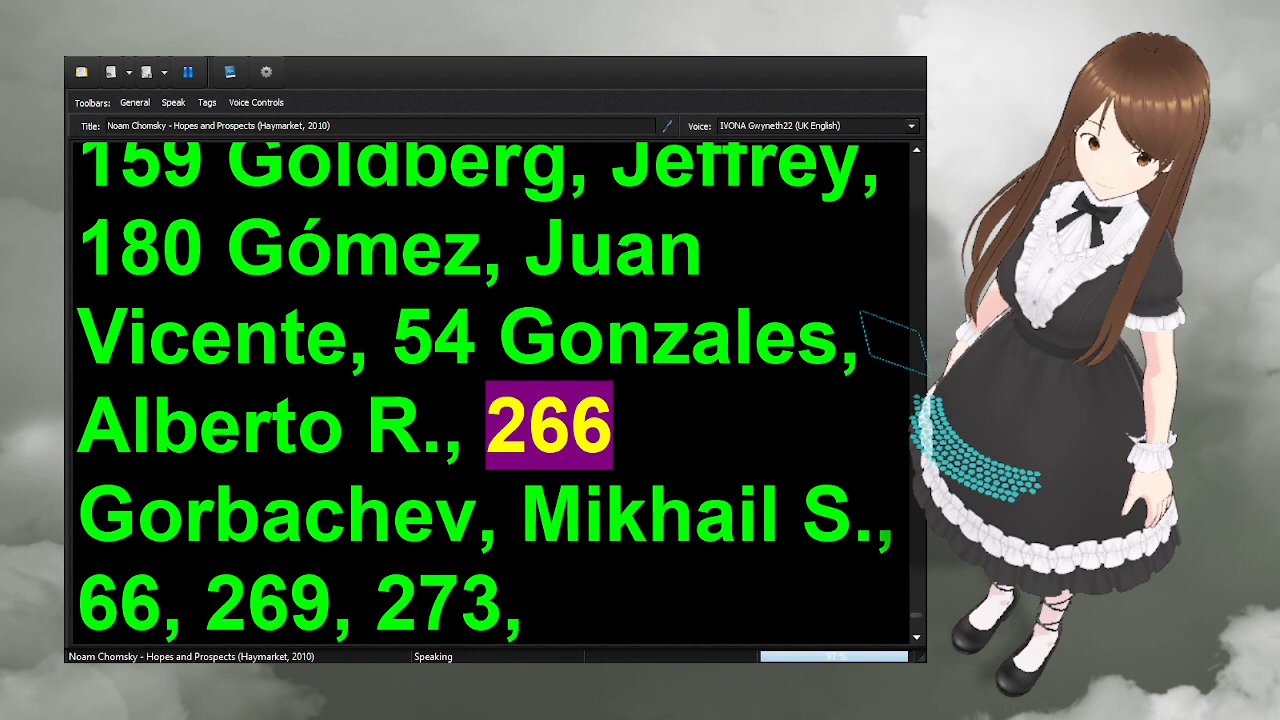 Toolbars: General Speak Tags Voice Controls
Title: Noam Chomsky - Hopes and Prospects (Haymarket, 2010) Voice: IVONA Gwyneth22 (UK English)
159 Goldberg, Jeffrey,
180 Gómez, Juan
Vicente, 54 Gonzales,
Alberto R., 266
Gorbachev, Mikhail S.,
66, 269, 273,
Noam Chomsky - Hopes and Prospects (Haymarket, 2010) Speaking 97 %